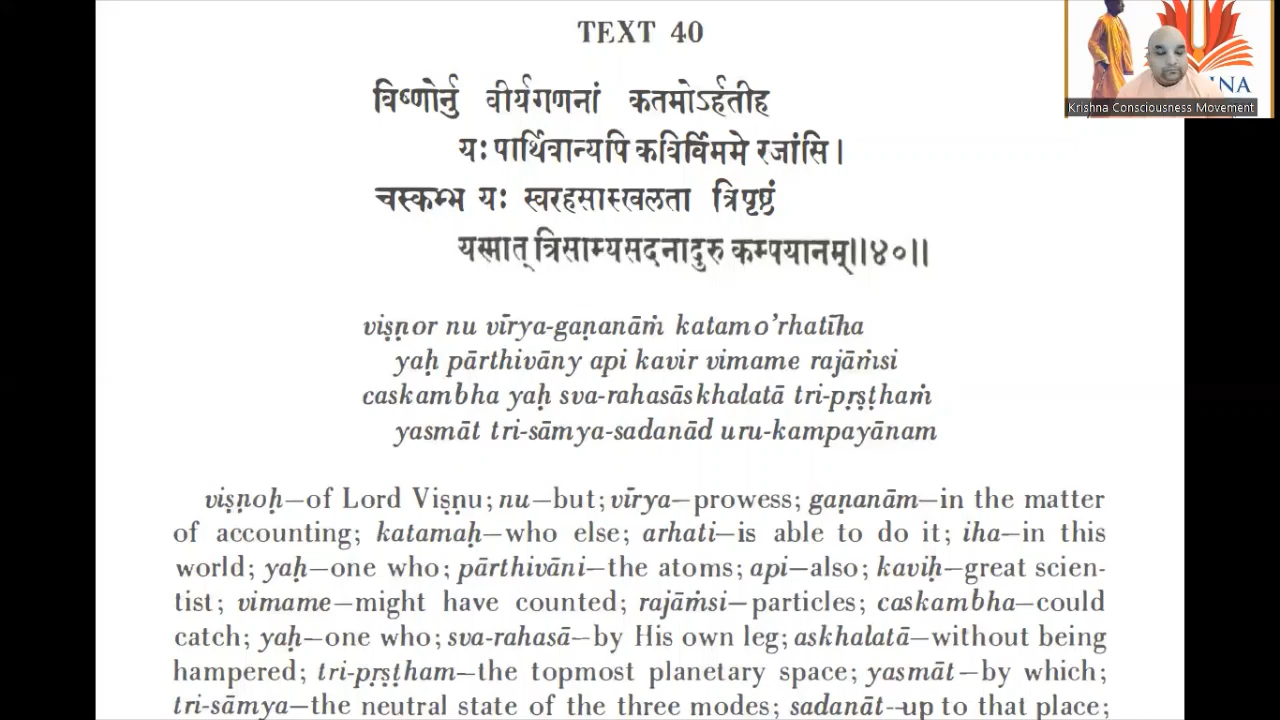 TEXT 40
विष्णोर्नु वीर्यगणनां कतमोऽर्हतीह
यः पार्थिवान्यपि कविर्विममे रजांसि।
चस्कम्भ यः स्वरहसास्खलता त्रिपृष्ठं
यस्मात् त्रिसाम्यसदनादुरु कम्पयानम्॥४०॥
viṣṇor nu vīrya-gaṇanāṁ katamo’rhatīha
yaḥ pārthivāny api kavir vimame rajāṁsi
caskambha yaḥ sva-rahasāskhalatā tri-pṛṣṭhaṁ
yasmāt tri-sāmya-sadanād uru-kampayānam
viṣṇoḥ—of Lord Viṣṇu; nu—but; vīrya—prowess; gaṇanām—in the matter
of accounting; katamaḥ—who else; arhati—is able to do it; iha—in this
world; yaḥ—one who; pārthivāni—the atoms; api—also; kaviḥ—great scien-
tist; vimame—might have counted; rajāṁsi—particles; caskambha—could
catch; yaḥ—one who; sva-rahasā—by His own leg; askhalatā—without being
hampered; tri-pṛṣṭham—the topmost planetary space; yasmāt—by which;
tri-sāmya—the neutral state of the three modes; sadanāt--up to that place;
NA
Krishna Consciousness Movement